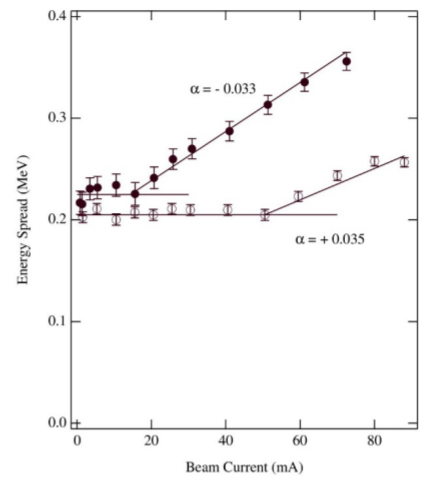 0.4
α = - 0.033
0.3
Energy Spread (MeV)
0.2
α = + 0.035
0.1
0.0
0 20 40 60 80
Beam Current (mA)